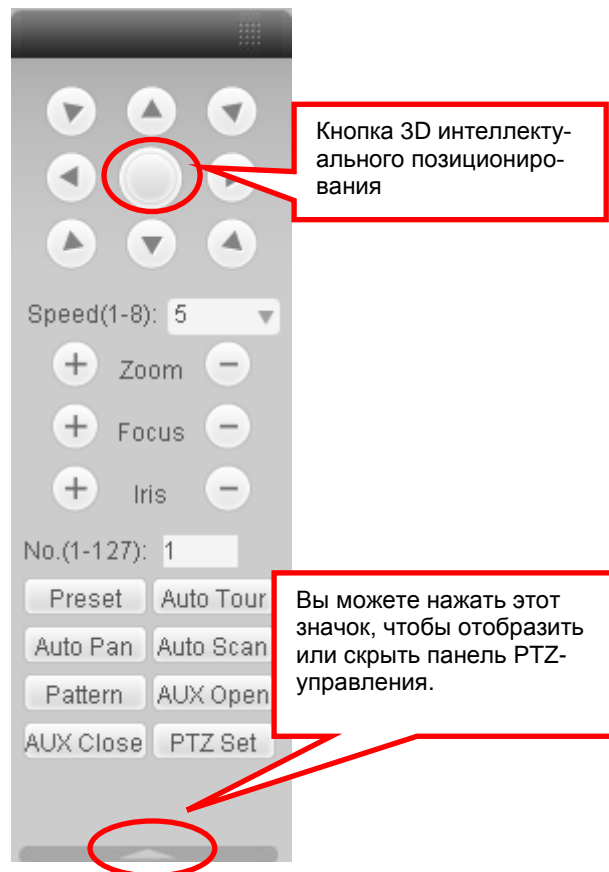 Кнопка 3D интеллекту-
ального позициониро-
вания
Speed(1-8): 5
Zoom
Focus
Iris
No.(1-127): 1
Preset Auto Tour
Auto Pan Auto Scan
Pattern AUX Open
AUX Close PTZ Set
Вы можете нажать этот
значок, чтобы отобразить
или скрыть панель PTZ-
управления.